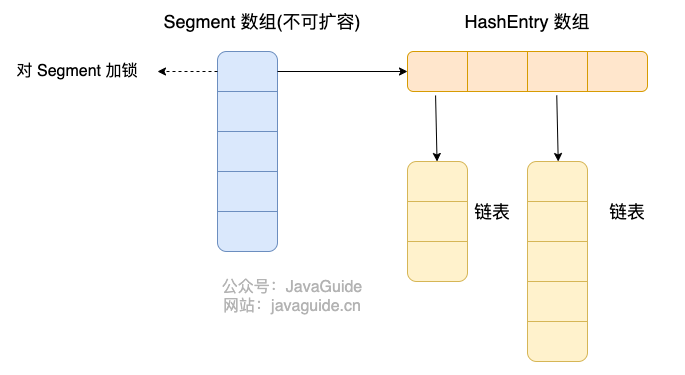 Segment 数组(不可扩容)
HashEntry 数组
对 Segment 加锁
链表
链表
公众号：JavaGuide
网站：javaguide.cn